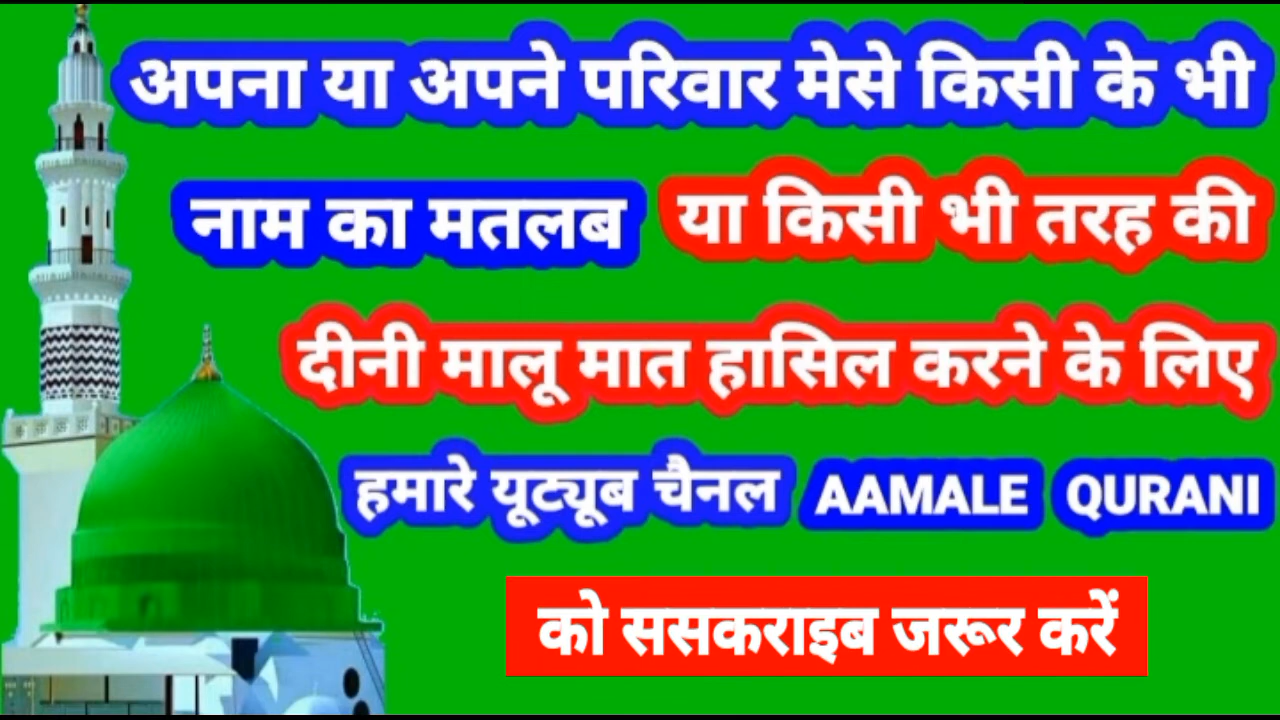 अपना या अपने परिवार मेसे किसी के भी
नाम का मतलब या किसी भी तरह की
दीनी मालू मात हासिल करने के लिए
हमारे यूट्यूब चैनल AAMALE QURANI
को ससकराइब जरूर करें